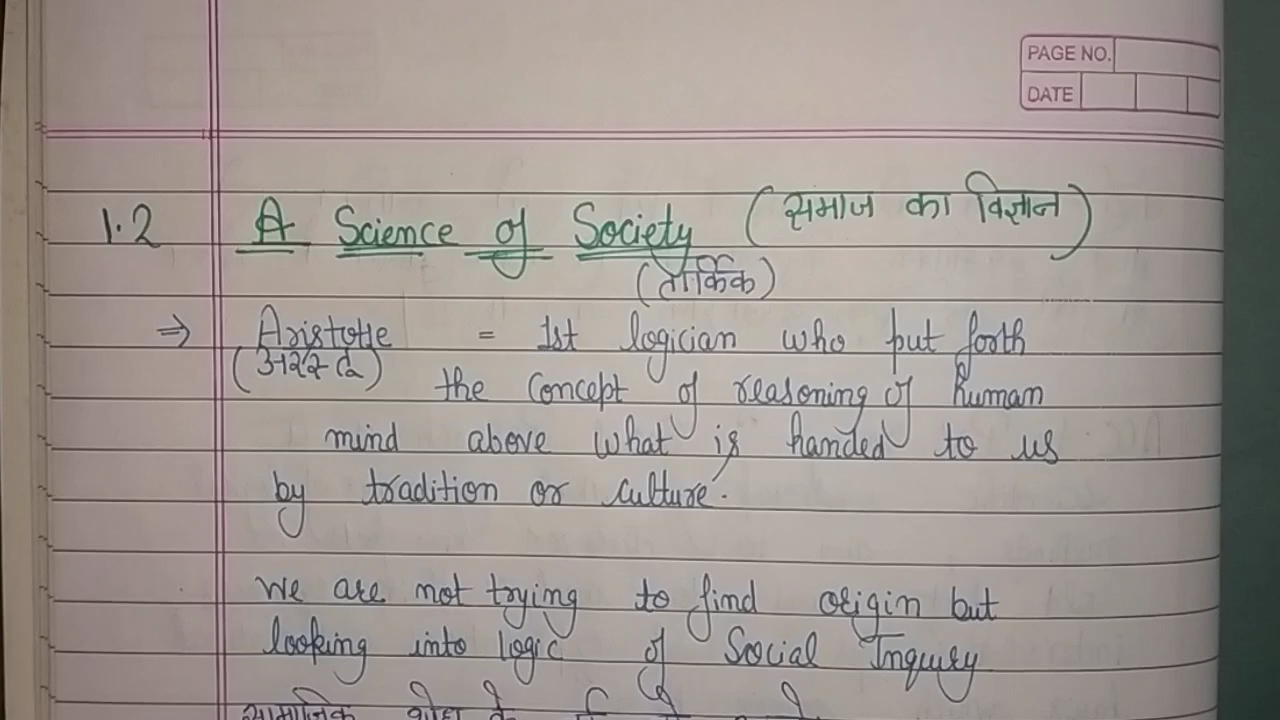 PAGE NO.
DATE
1.2 A Science of Society (समाज का विज्ञान)
(तार्किक)
⇒ Aristotle = 1st logician who put forth
(अरस्तु)
the concept of reasoning of human
mind above what is handed to us
by tradition or culture.
We are not trying to find origin but
looking into logic of Social Inquiry
सामाजिक शोध के